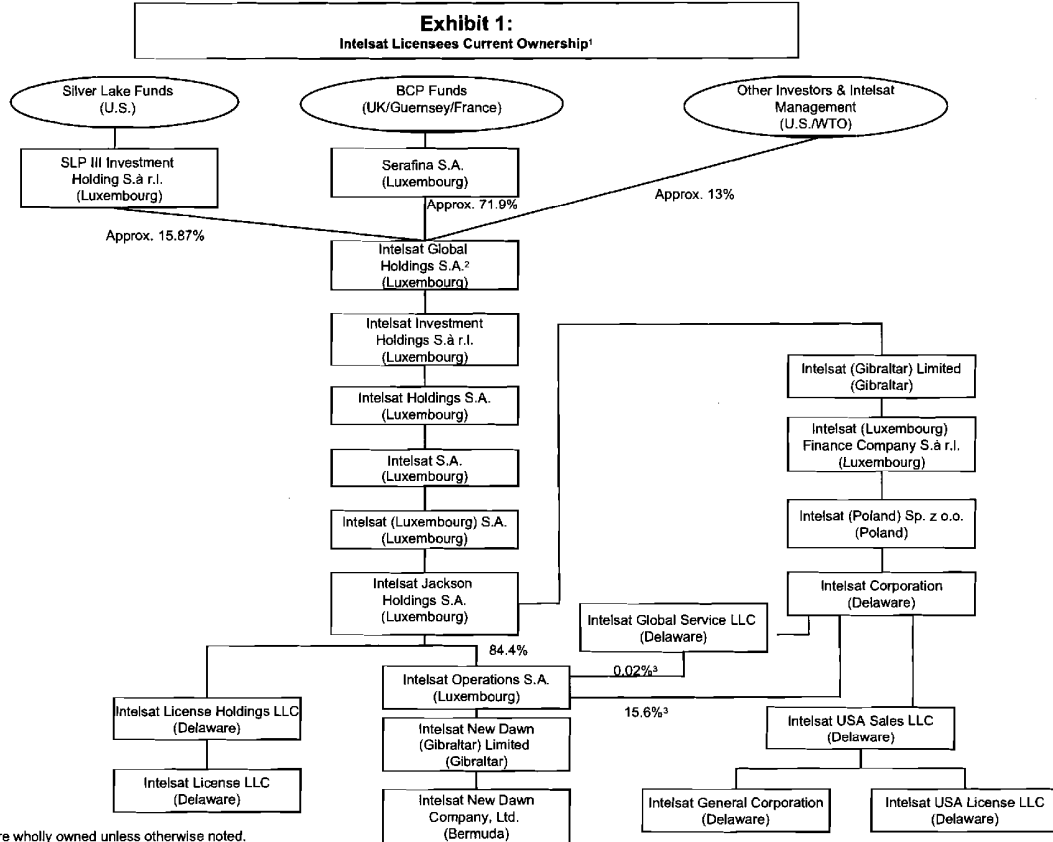 Exhibit 1:
Intelsat Licensees Current Ownership¹
Silver Lake Funds
(U.S.)
BCP Funds
(UK/Guernsey/France)
Other Investors & Intelsat
Management
(U.S./WTO)
SLP III Investment
Holding S.à r.l.
(Luxembourg)
Serafina S.A.
(Luxembourg)
Approx. 15.87%
Approx. 71.9%
Approx. 13%
Intelsat Global
Holdings S.A.²
(Luxembourg)
Intelsat Investment
Holdings S.à r.l.
(Luxembourg)
Intelsat Holdings S.A.
(Luxembourg)
Intelsat S.A.
(Luxembourg)
Intelsat (Luxembourg) S.A.
(Luxembourg)
Intelsat Jackson
Holdings S.A.
(Luxembourg)
Intelsat (Gibraltar) Limited
(Gibraltar)
Intelsat (Luxembourg)
Finance Company S.à r.l.
(Luxembourg)
Intelsat (Poland) Sp. z o.o.
(Poland)
Intelsat Corporation
(Delaware)
Intelsat Global Service LLC
(Delaware)
84.4%
0.02%³
15.6%³
Intelsat Operations S.A.
(Luxembourg)
Intelsat License Holdings LLC
(Delaware)
Intelsat License LLC
(Delaware)
Intelsat New Dawn
(Gibraltar) Limited
(Gibraltar)
Intelsat New Dawn
Company, Ltd.
(Bermuda)
Intelsat USA Sales LLC
(Delaware)
Intelsat General Corporation
(Delaware)
Intelsat USA License LLC
(Delaware)
re wholly owned unless otherwise noted.